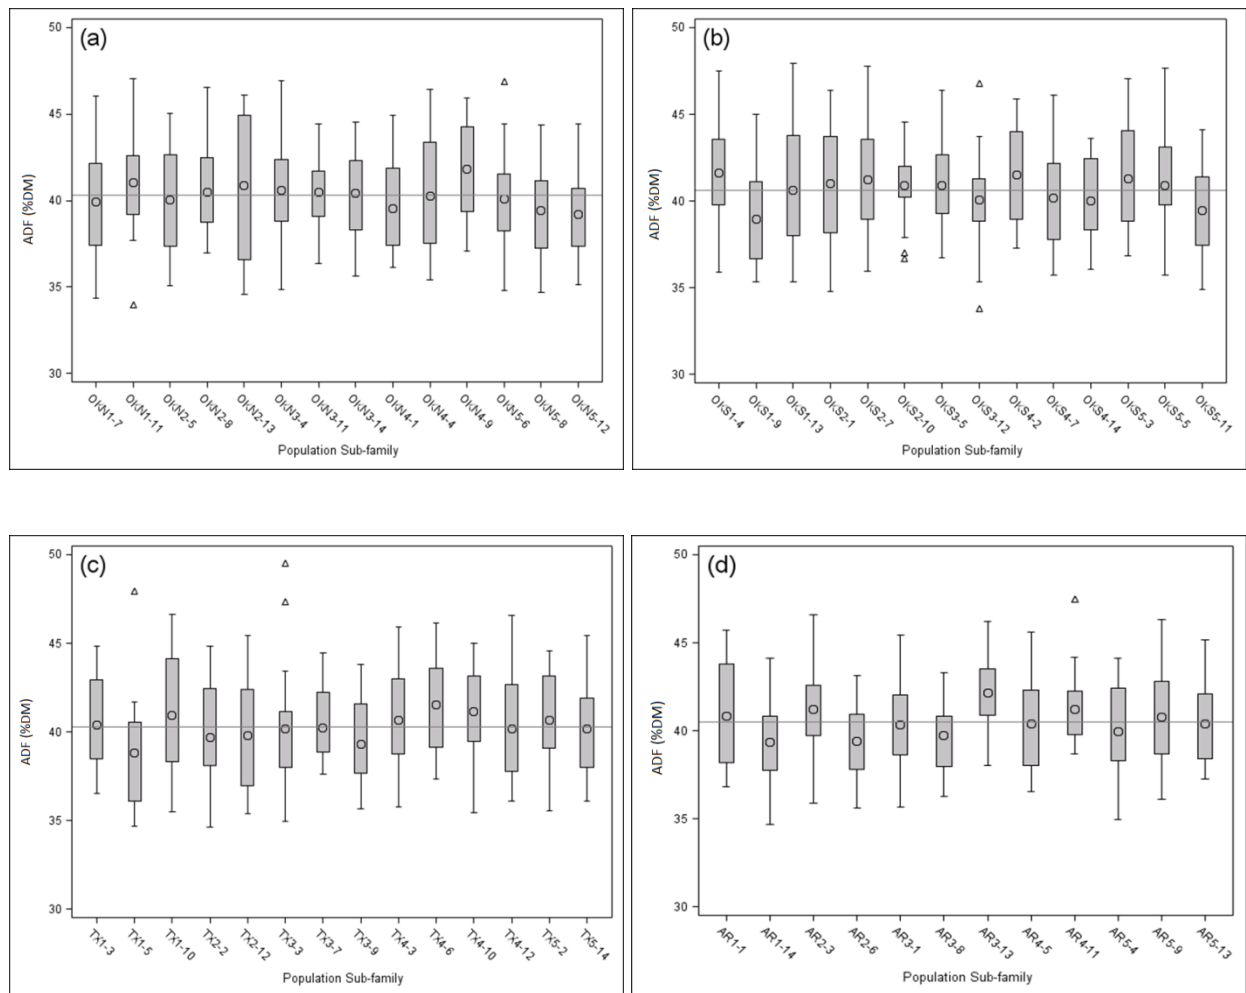 (a)
50
45
40
35
30
ADF (%DM)
OKN1-7
OKN1-11
OKN2-5
OKN2-8
OKN2-13
OKN3-4
OKN3-11
OKN3-14
OKN4-1
OKN4-4
OKN4-9
OKN5-6
OKN5-8
OKN5-12
Population Sub-family
(b)
50
45
40
35
30
ADF (%DM)
OKS1-4
OKS1-9
OKS1-13
OKS2-1
OKS2-7
OKS2-10
OKS3-5
OKS3-12
OKS4-2
OKS4-7
OKS4-14
OKS5-3
OKS5-5
OKS5-11
Population Sub-family
(c)
50
45
40
35
30
ADF (%DM)
TX1-3
TX1-5
TX1-10
TX2-2
TX2-12
TX3-3
TX3-7
TX3-9
TX4-3
TX4-6
TX4-10
TX4-12
TX5-2
TX5-14
Population Sub-family
(d)
50
45
40
35
30
ADF (%DM)
AR1-1
AR1-14
AR2-3
AR2-6
AR3-1
AR3-8
AR3-13
AR4-5
AR4-11
AR5-4
AR5-9
AR5-13
Population Sub-family